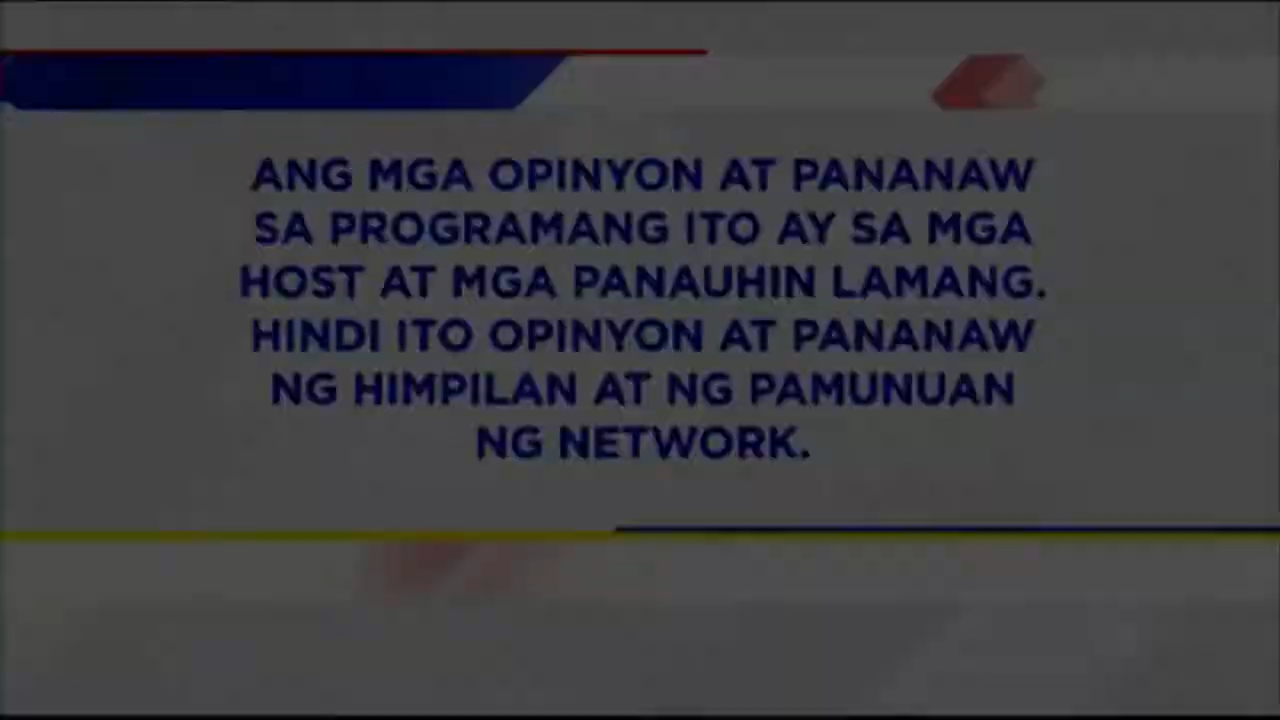 ANG MGA OPINYON AT PANANAW
SA PROGRAMANG ITO AY SA MGA
HOST AT MGA PANAUHIN LAMANG.
HINDI ITO OPINYON AT PANANAW
NG HIMPILAN AT NG PAMUNUAN
NG NETWORK.